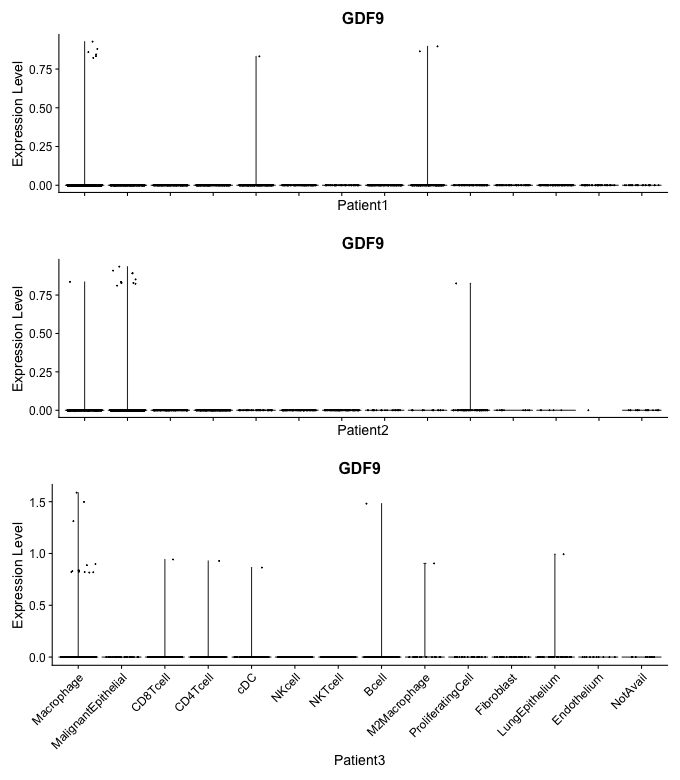 GDF9
Expression Level
0.75
0.50
0.25
0.00
Patient1
GDF9
Expression Level
0.75
0.50
0.25
0.00
Patient2
GDF9
Expression Level
1.5
1.0
0.5
0.0
Macrophage
MalignantEpithelial
CD8Tcell
CD4Tcell
cDC
NKcell
NKTcell
Bcell
M2Macrophage
ProliferatingCell
Fibroblast
LungEpithelium
Endothelium
NotAvail
Patient3